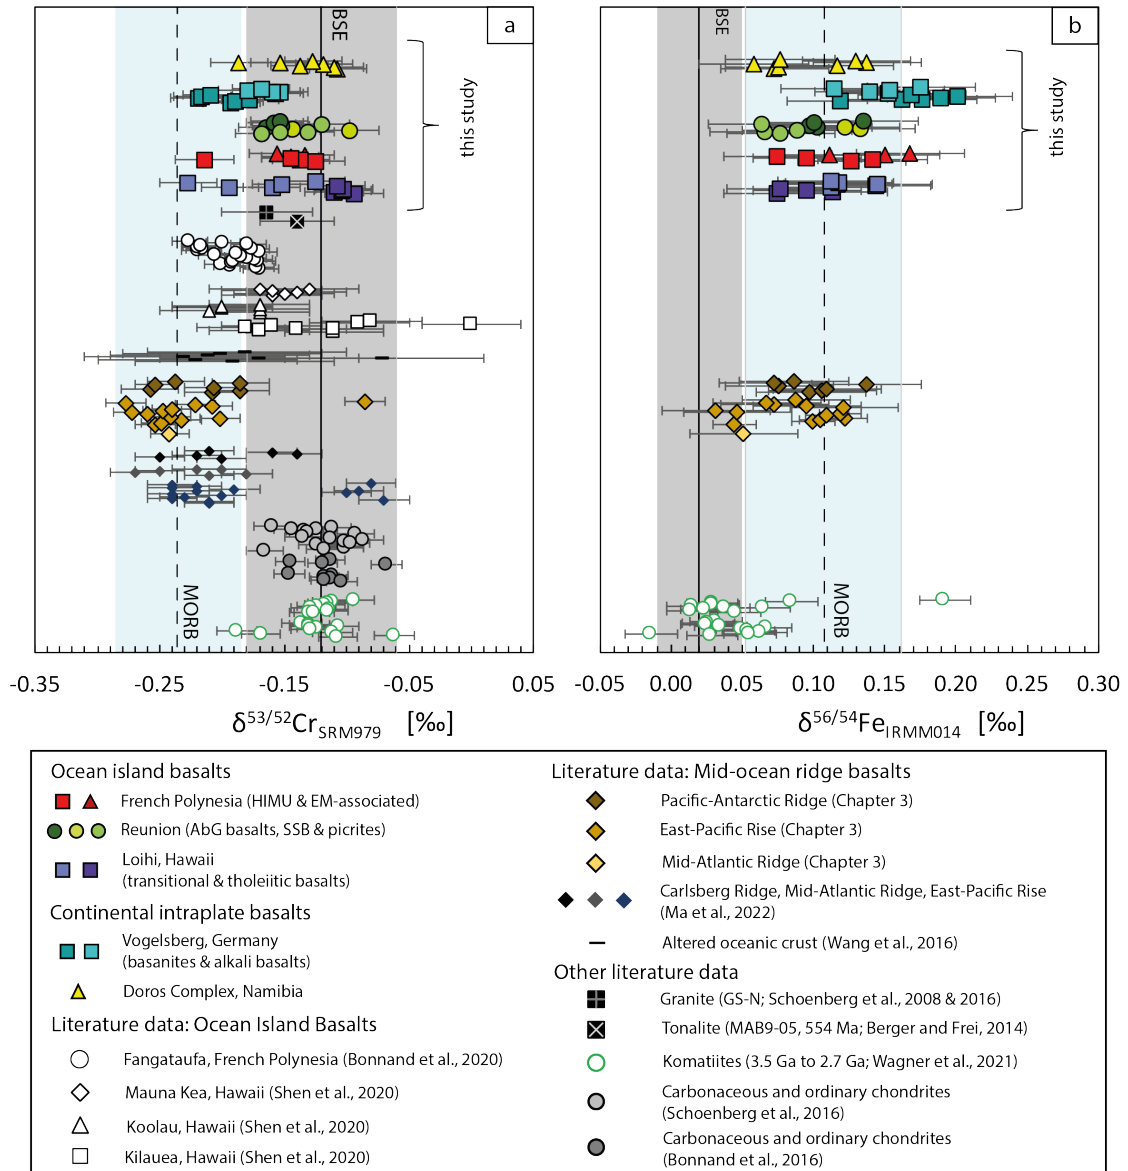 a
BSE
this study
MORB
-0.35
-0.25
-0.15
-0.05
0.05
δ53/52CrSRM979 [‰]
b
BSE
this study
MORB
-0.05
0.00
0.05
0.10
0.15
0.20
0.25
0.30
δ56/54FeIRMM014 [‰]
Ocean island basalts
French Polynesia (HIMU & EM-associated)
Reunion (AbG basalts, SSB & picrites)
Loihi, Hawaii
(transitional & tholeiitic basalts)
Continental intraplate basalts
Vogelsberg, Germany
(basanites & alkali basalts)
Doros Complex, Namibia
Literature data: Ocean Island Basalts
Fangataufa, French Polynesia (Bonnand et al., 2020)
Mauna Kea, Hawaii (Shen et al., 2020)
Koolau, Hawaii (Shen et al., 2020)
Kilauea, Hawaii (Shen et al., 2020)
Literature data: Mid-ocean ridge basalts
Pacific-Antarctic Ridge (Chapter 3)
East-Pacific Rise (Chapter 3)
Mid-Atlantic Ridge (Chapter 3)
Carlsberg Ridge, Mid-Atlantic Ridge, East-Pacific Rise
(Ma et al., 2022)
Altered oceanic crust (Wang et al., 2016)
Other literature data
Granite (GS-N; Schoenberg et al., 2008 & 2016)
Tonalite (MAB9-05, 554 Ma; Berger and Frei, 2014)
Komatiites (3.5 Ga to 2.7 Ga; Wagner et al., 2021)
Carbonaceous and ordinary chondrites
(Schoenberg et al., 2016)
Carbonaceous and ordinary chondrites
(Bonnand et al., 2016)